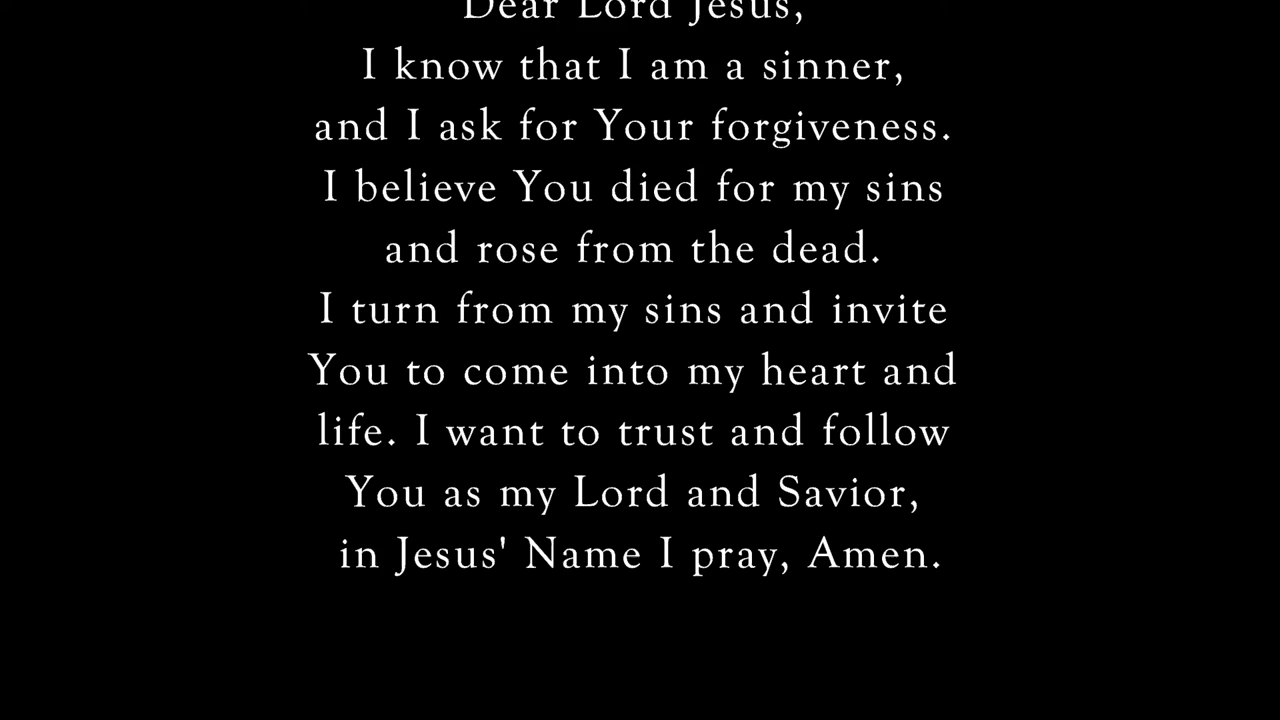 Dear Lord Jesus,
I know that I am a sinner,
and I ask for Your forgiveness.
I believe You died for my sins
and rose from the dead.
I turn from my sins and invite
You to come into my heart and
life. I want to trust and follow
You as my Lord and Savior,
in Jesus' Name I pray, Amen.